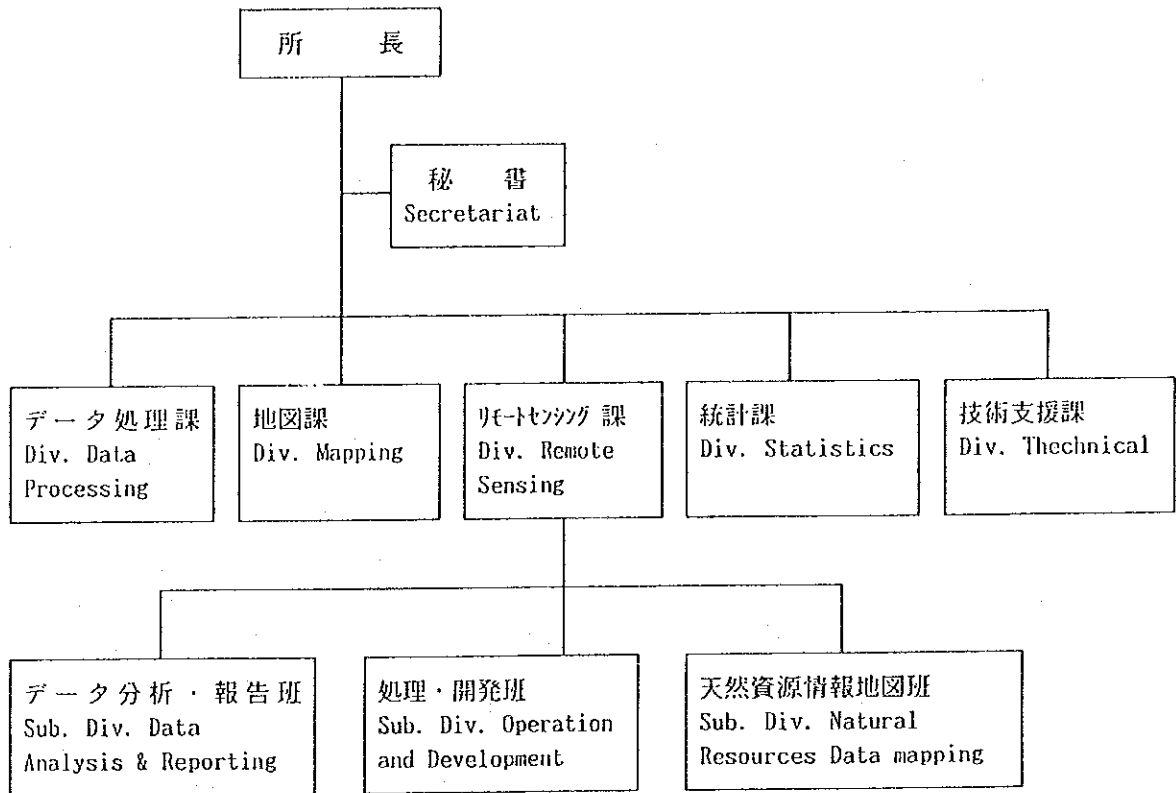 所 長
秘 書
Secretariat
データ処理課
Div. Data
Processing
地図課
Div. Mapping
リモートセンシング 課
Div. Remote
Sensing
統計課
Div. Statistics
技術支援課
Div. Thechnical
データ分析・報告班
Sub. Div. Data
Analysis & Reporting
処理・開発班
Sub. Div. Operation
and Development
天然資源情報地図班
Sub. Div. Natural
Resources Data mapping